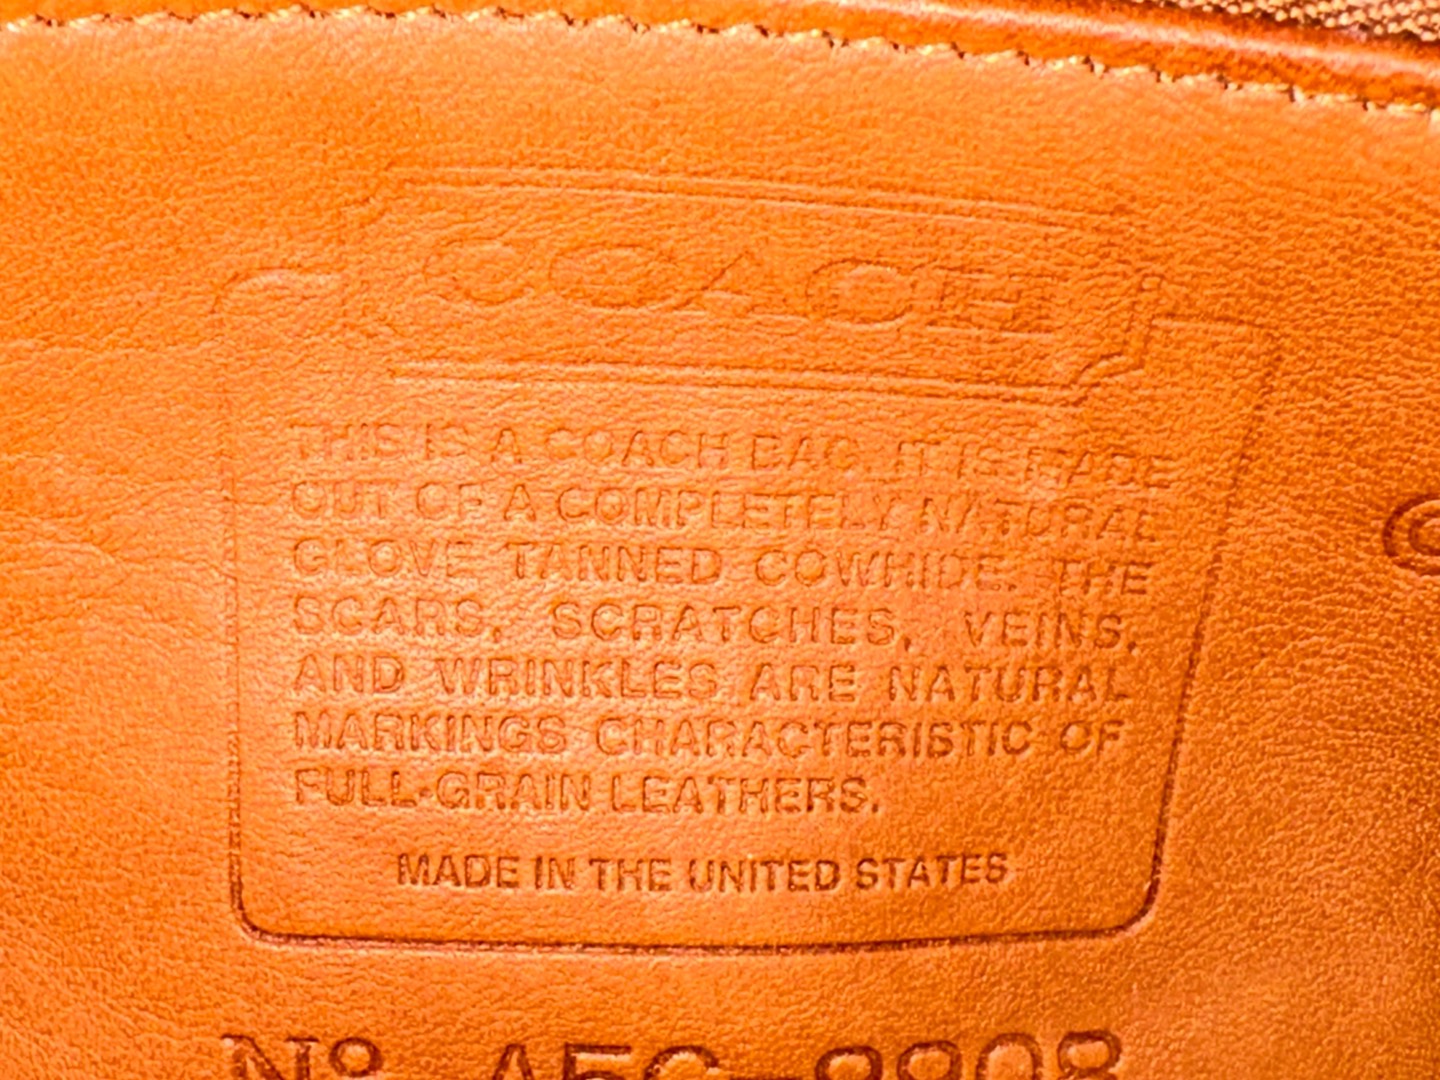 COACH
THIS IS A COACH BAG. IT IS MADE
OUT OF A COMPLETELY NATURAL
GLOVE TANNED COWHIDE. THE
SCARS, SCRATCHES, VEINS,
AND WRINKLES ARE NATURAL
MARKINGS CHARACTERISTIC OF
FULL-GRAIN LEATHERS.
MADE IN THE UNITED STATES
©
Nº